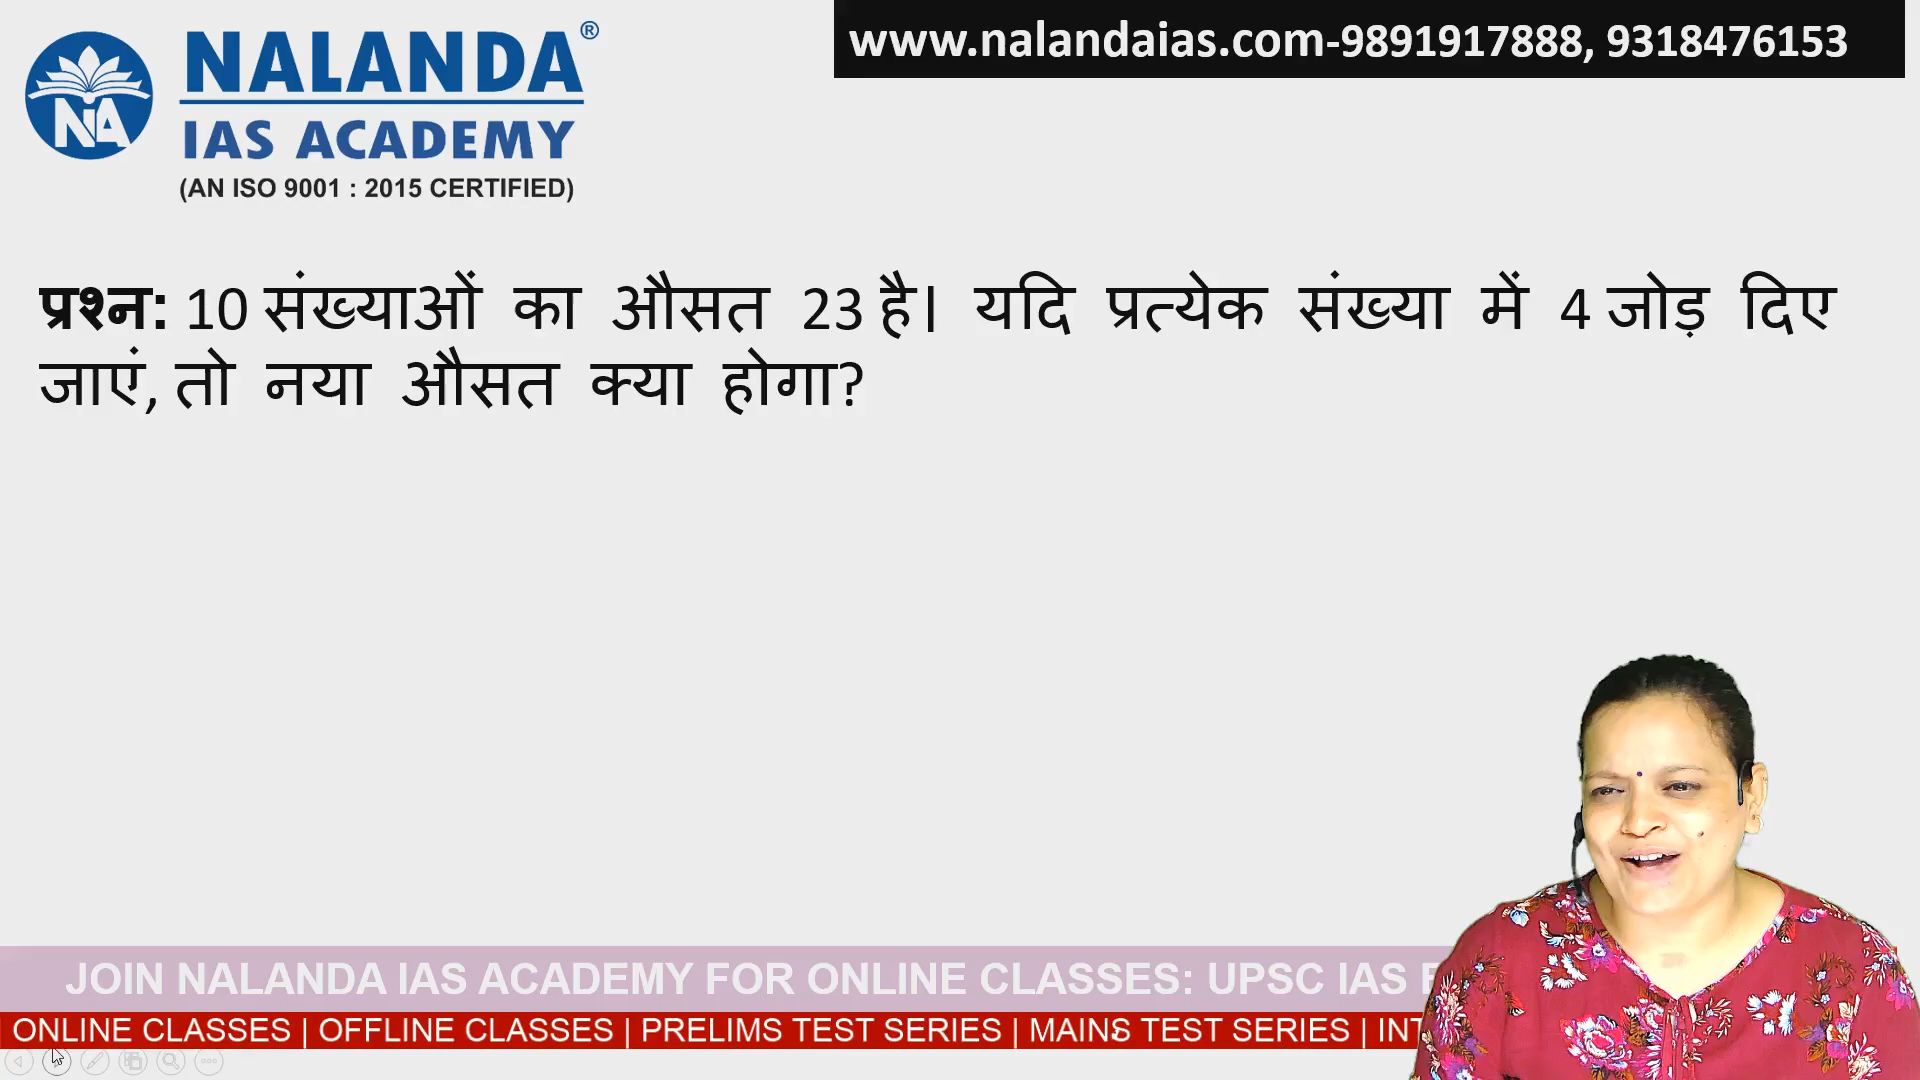 www.nalandaias.com-9891917888, 9318476153
NALANDA®
IAS ACADEMY
(AN ISO 9001 : 2015 CERTIFIED)
NA
प्रश्न: 10 संख्याओं का औसत 23 है। यदि प्रत्येक संख्या में 4 जोड़ दिए
जाएं, तो नया औसत क्या होगा?
JOIN NALANDA IAS ACADEMY FOR ONLINE CLASSES: UPSC IAS
ONLINE CLASSES | OFFLINE CLASSES | PRELIMS TEST SERIES | MAINS TEST SERIES |